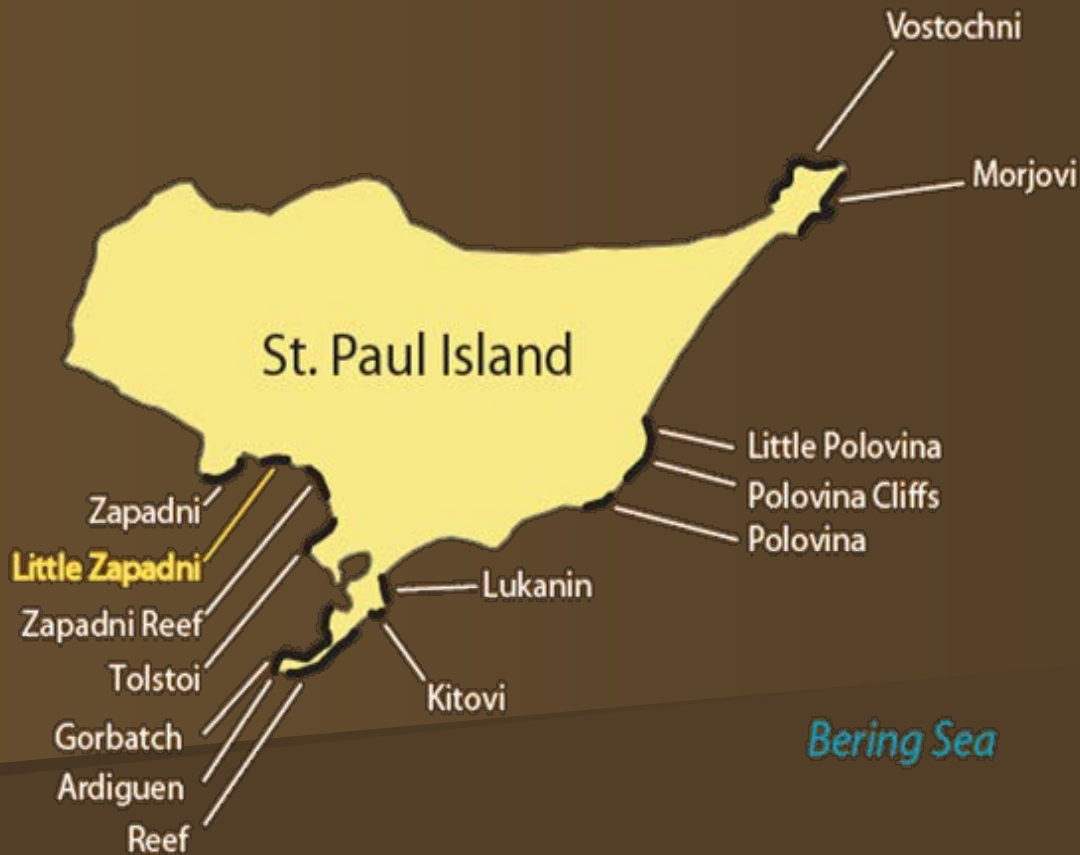 Vostochni
Morjovi
St. Paul Island
Little Polovina
Polovina Cliffs
Polovina
Zapadni
Little Zapadni
Zapadni Reef
Tolstoi
Gorbatch
Ardiguen
Reef
Lukanin
Kitovi
Bering Sea